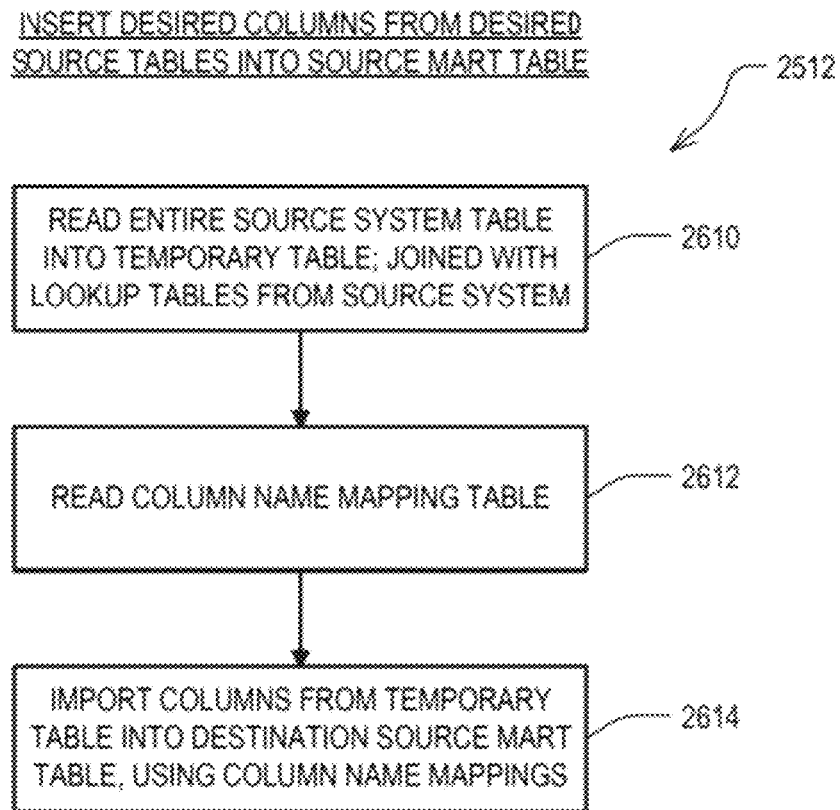 INSERT DESIRED COLUMNS FROM DESIRED
SOURCE TABLES INTO SOURCE MART TABLE
2512
READ ENTIRE SOURCE SYSTEM TABLE
INTO TEMPORARY TABLE; JOINED WITH
LOOKUP TABLES FROM SOURCE SYSTEM
2610
READ COLUMN NAME MAPPING TABLE
2612
IMPORT COLUMNS FROM TEMPORARY
TABLE INTO DESTINATION SOURCE MART
TABLE, USING COLUMN NAME MAPPINGS
2614